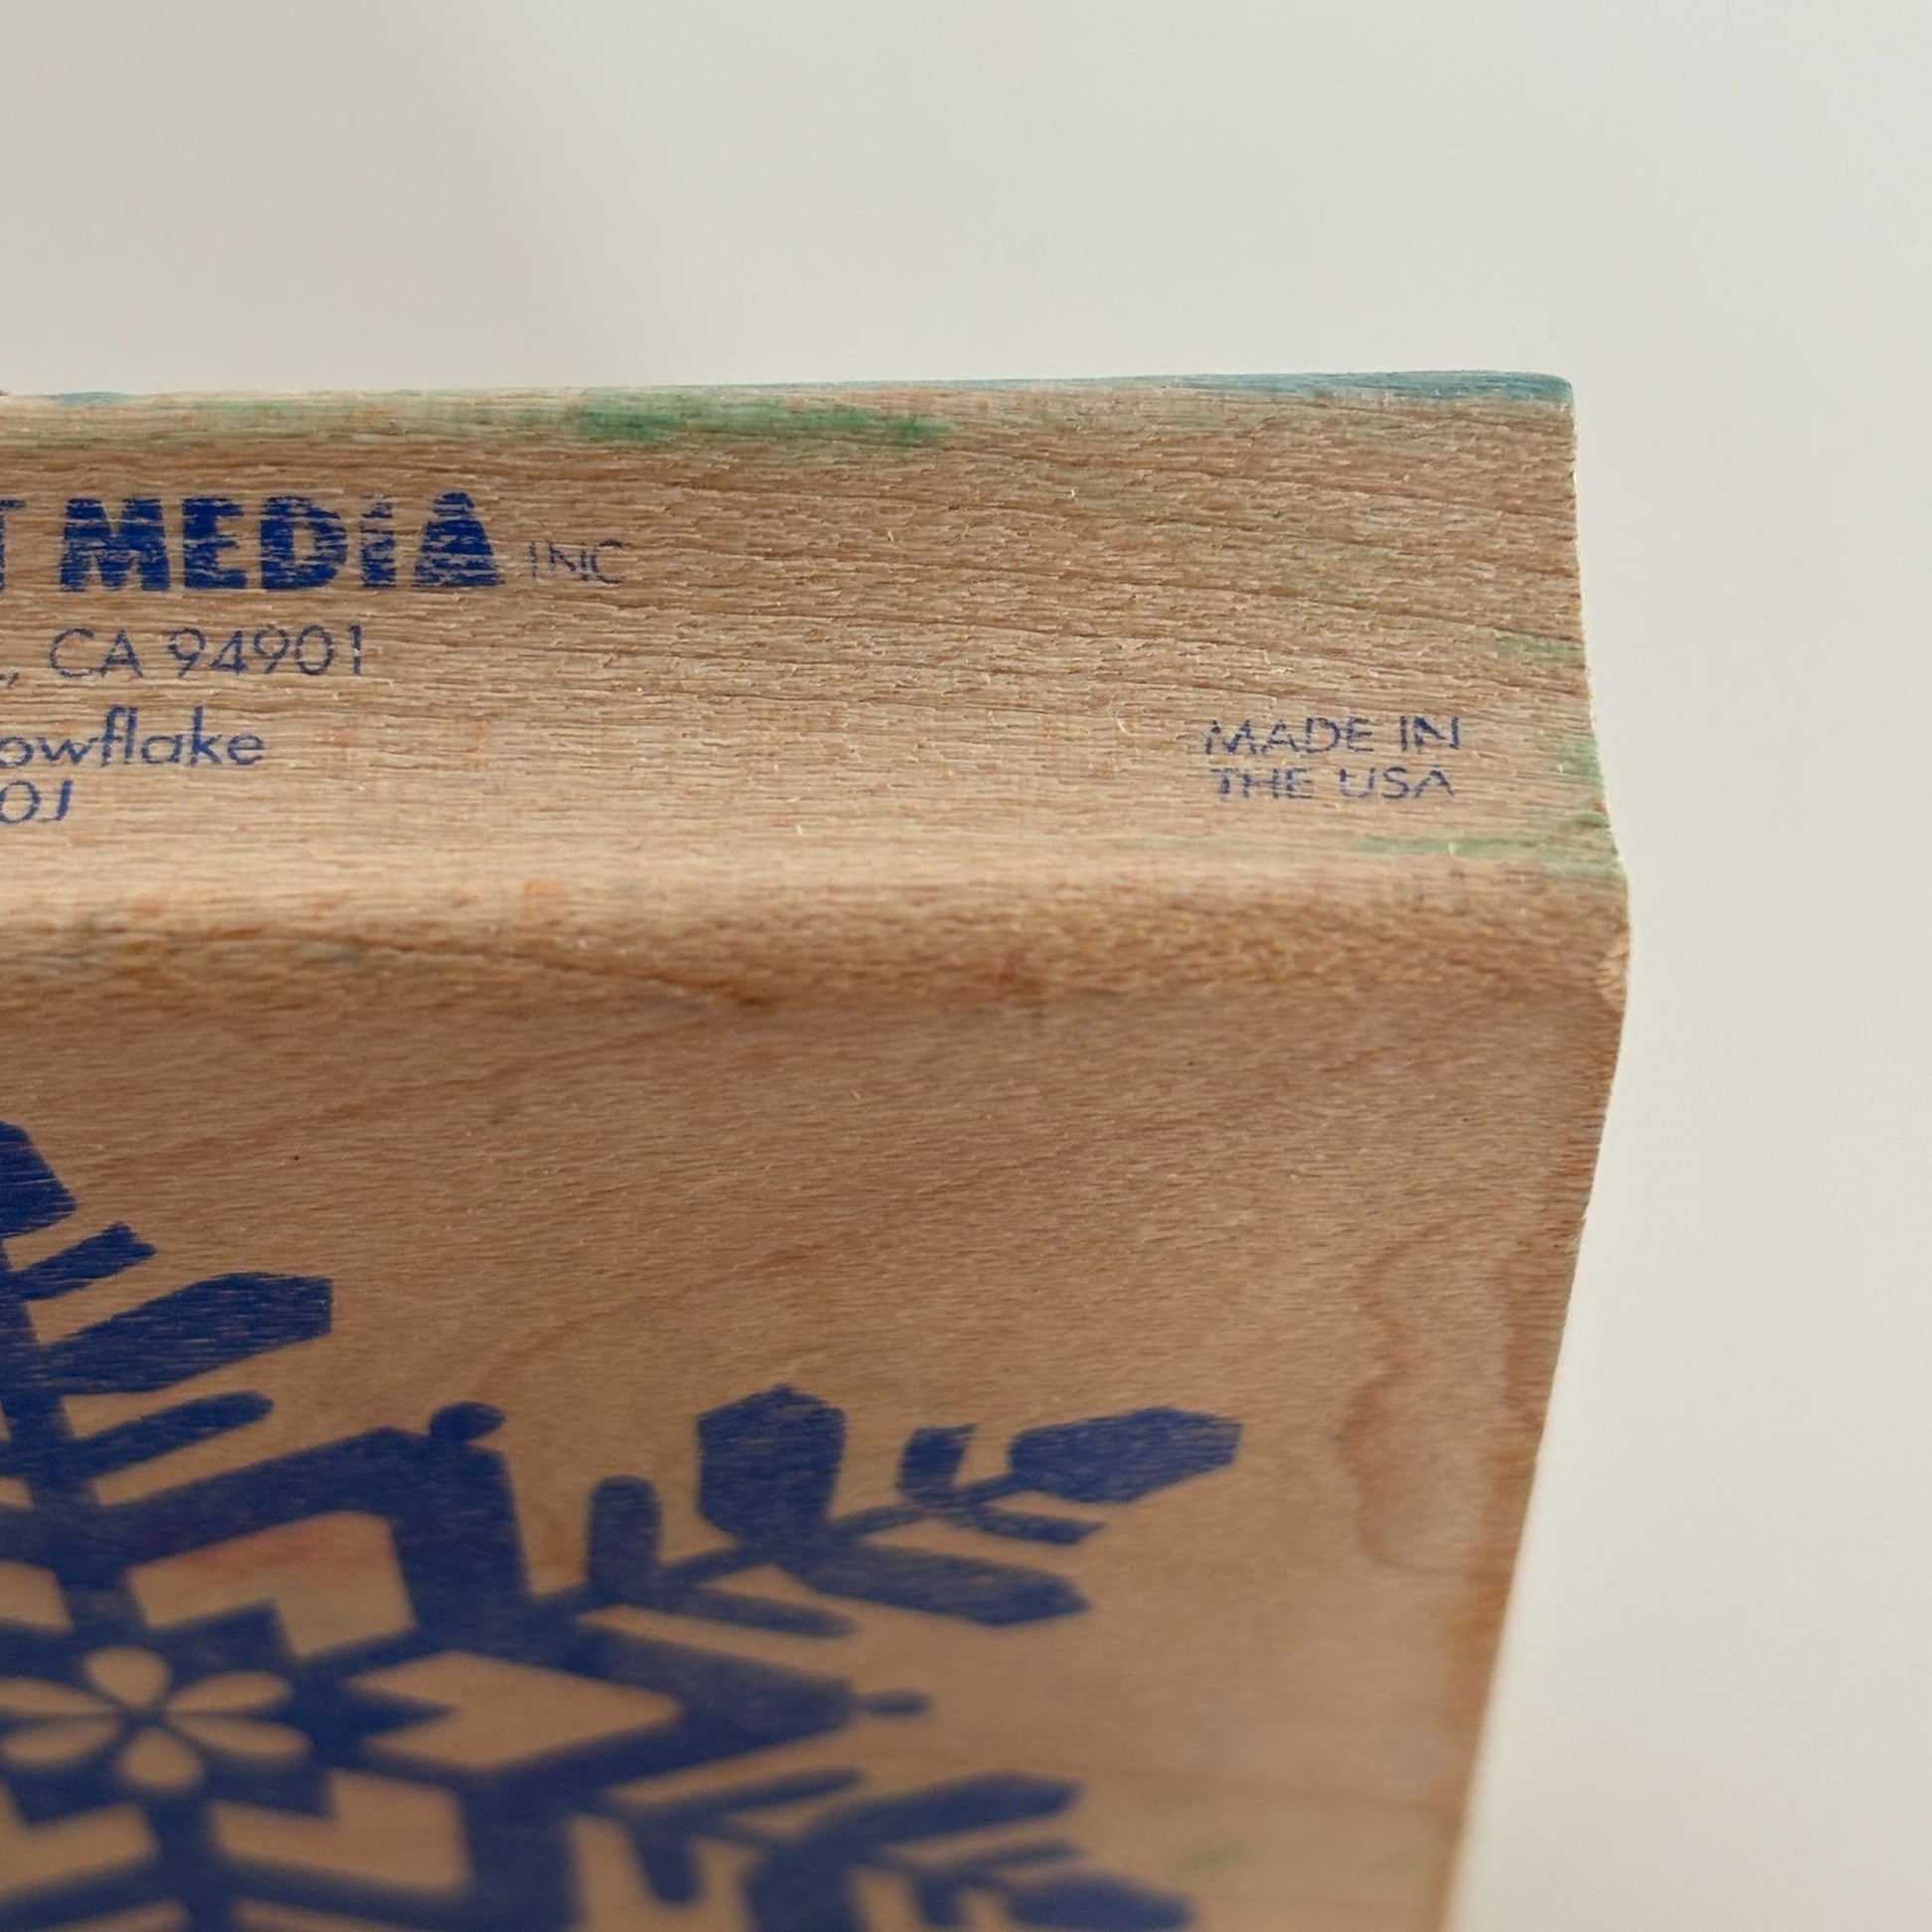 MEDIA INC
, CA 94901
owflake
0J
MADE IN
THE USA